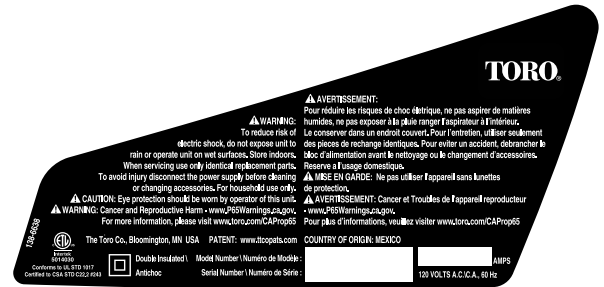 TORO®
⚠ WARNING:
To reduce risk of
electric shock, do not expose unit to
rain or operate unit on wet surfaces. Store indoors.
When servicing use only identical replacement parts.
To avoid injury disconnect the power supply before cleaning
or changing accessories. For household use only.
⚠ CAUTION: Eye protection should be worn by operator of this unit.
⚠ WARNING: Cancer and Reproductive Harm - www.P65Warnings.ca.gov.
For more information, please visit www.toro.com/CAProp65
⚠ AVERTISSEMENT:
Pour réduire les risques de choc életrique, ne pas aspirer de matières
humides, ne pas exposer à la pluie ranger l'aspirateur à l'intérieur.
Le conserver dans un endroit couvert. Pour l'entretien, utiliser seulement
des pieces de rechange identiques. Pour eviter un accident, debrancher le
bloc d'alimentation avant le nettoyage ou le changement d'accessoires.
Reserve a l'usage domestique.
⚠ MISE EN GARDE: Ne pas utiliser l'appareil sans lunettes
de protection.
⚠ AVERTISSEMENT: Cancer et Troubles de l'appareil reproducteur
- www.P65Warnings.ca.gov.
Pour plus d'informations, veuillez visiter www.toro.com/CAProp65
138-6638
The Toro Co., Bloomington, MN USA PATENT: www.ttcopats.com COUNTRY OF ORIGIN: MEXICO
ETL
Intertek
5014030
Conforms to UL STD 1017
Certified to CSA STD C22.2 #243
Double Insulated \
Antichoc
Model Number \ Numéro de Modèle :
Serial Number \ Numéro de Série :
AMPS
120 VOLTS A.C.\C.A., 60 Hz